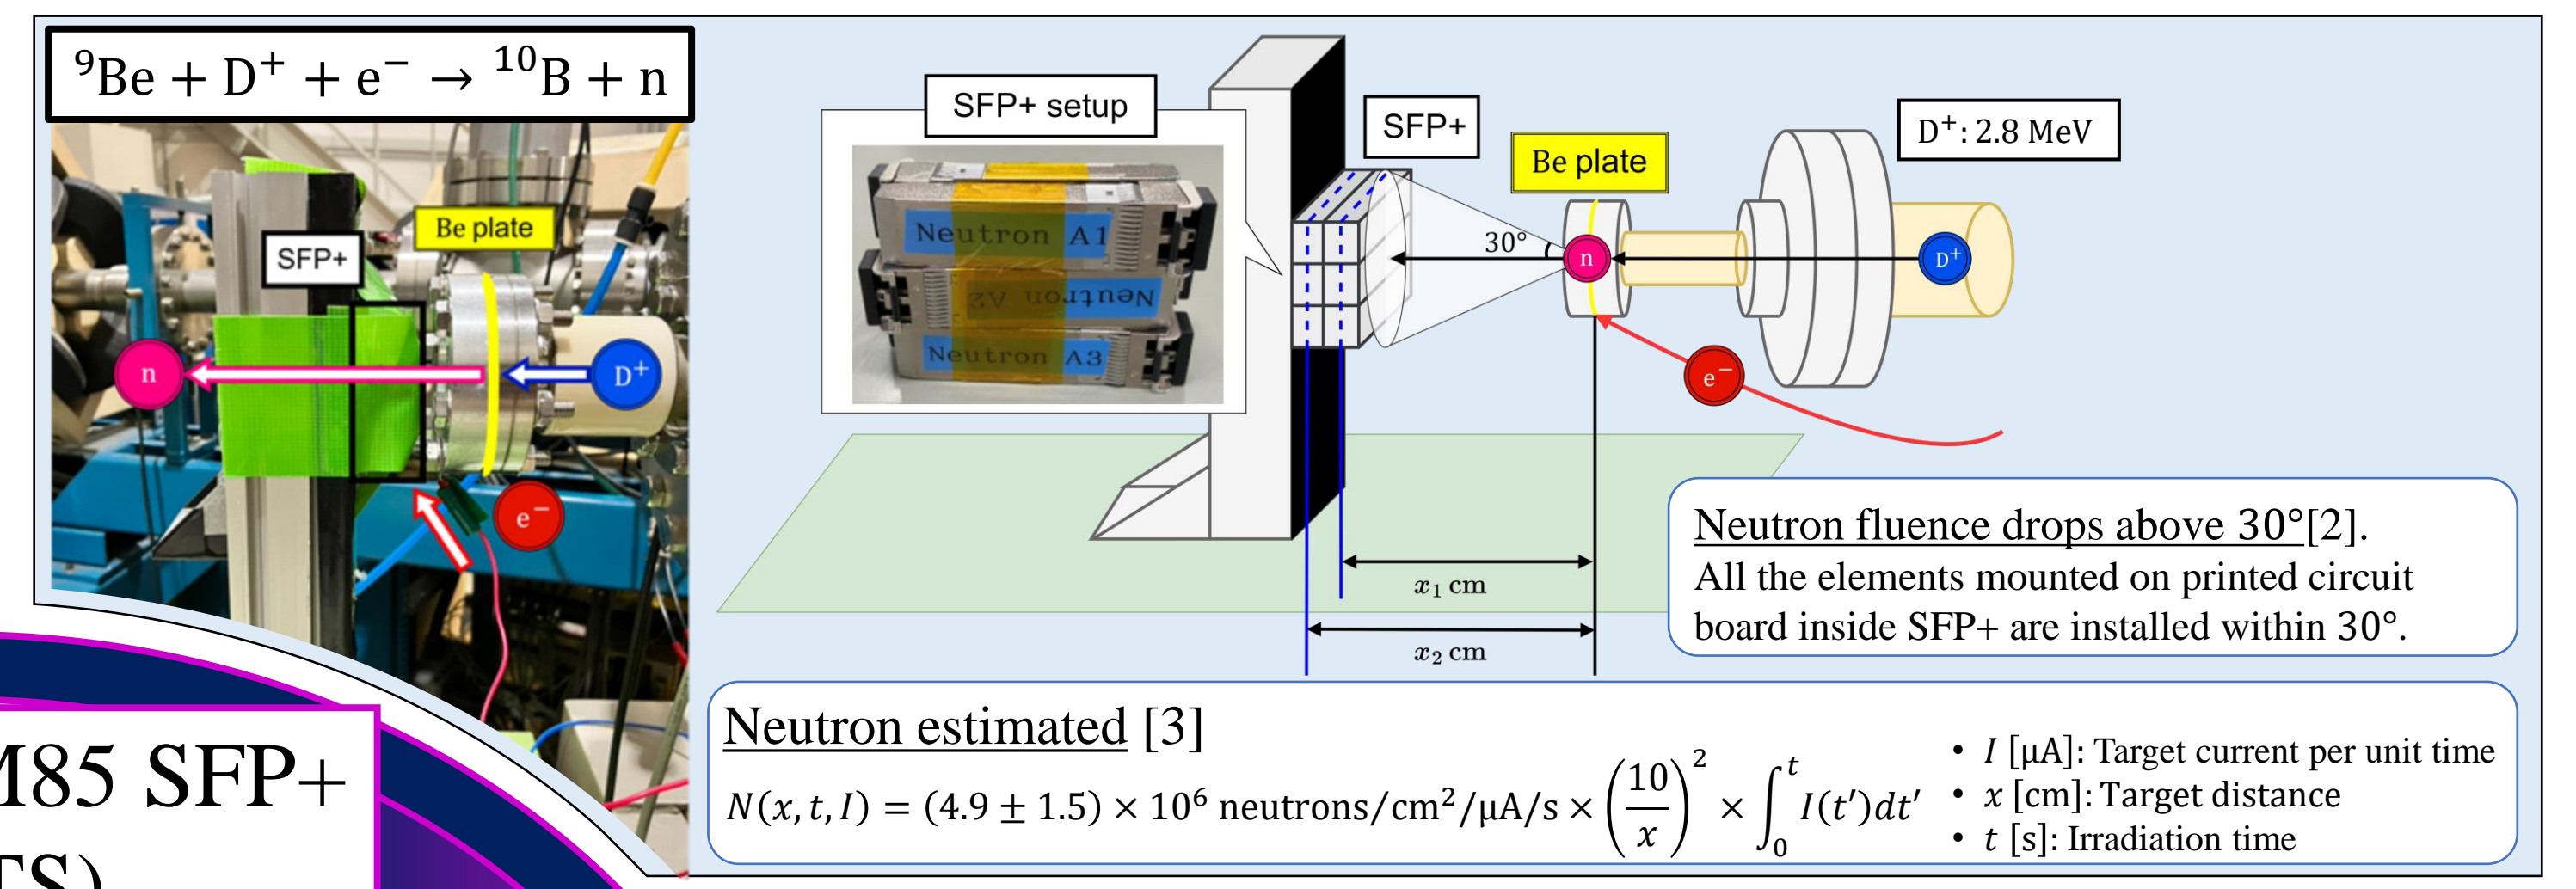 ⁹Be + D⁺ + e⁻ → ¹⁰B + n
SFP+
Be plate
n
D⁺
e⁻
SFP+ setup
Neutron A1
Neutron A2
Neutron A3
SFP+
Be plate
D⁺: 2.8 MeV
30°
n
D⁺
e⁻
x₁ cm
x₂ cm
Neutron fluence drops above 30°[2].
All the elements mounted on printed circuit
board inside SFP+ are installed within 30°.
Neutron estimated [3]
N(x, t, I) = (4.9 ± 1.5) × 10⁶ neutrons/cm²/μA/s × (10/x)² × ∫₀ᵗ I(t′)dt′
• I [μA]: Target current per unit time
• x [cm]: Target distance
• t [s]: Irradiation time
M85 SFP+
TS)